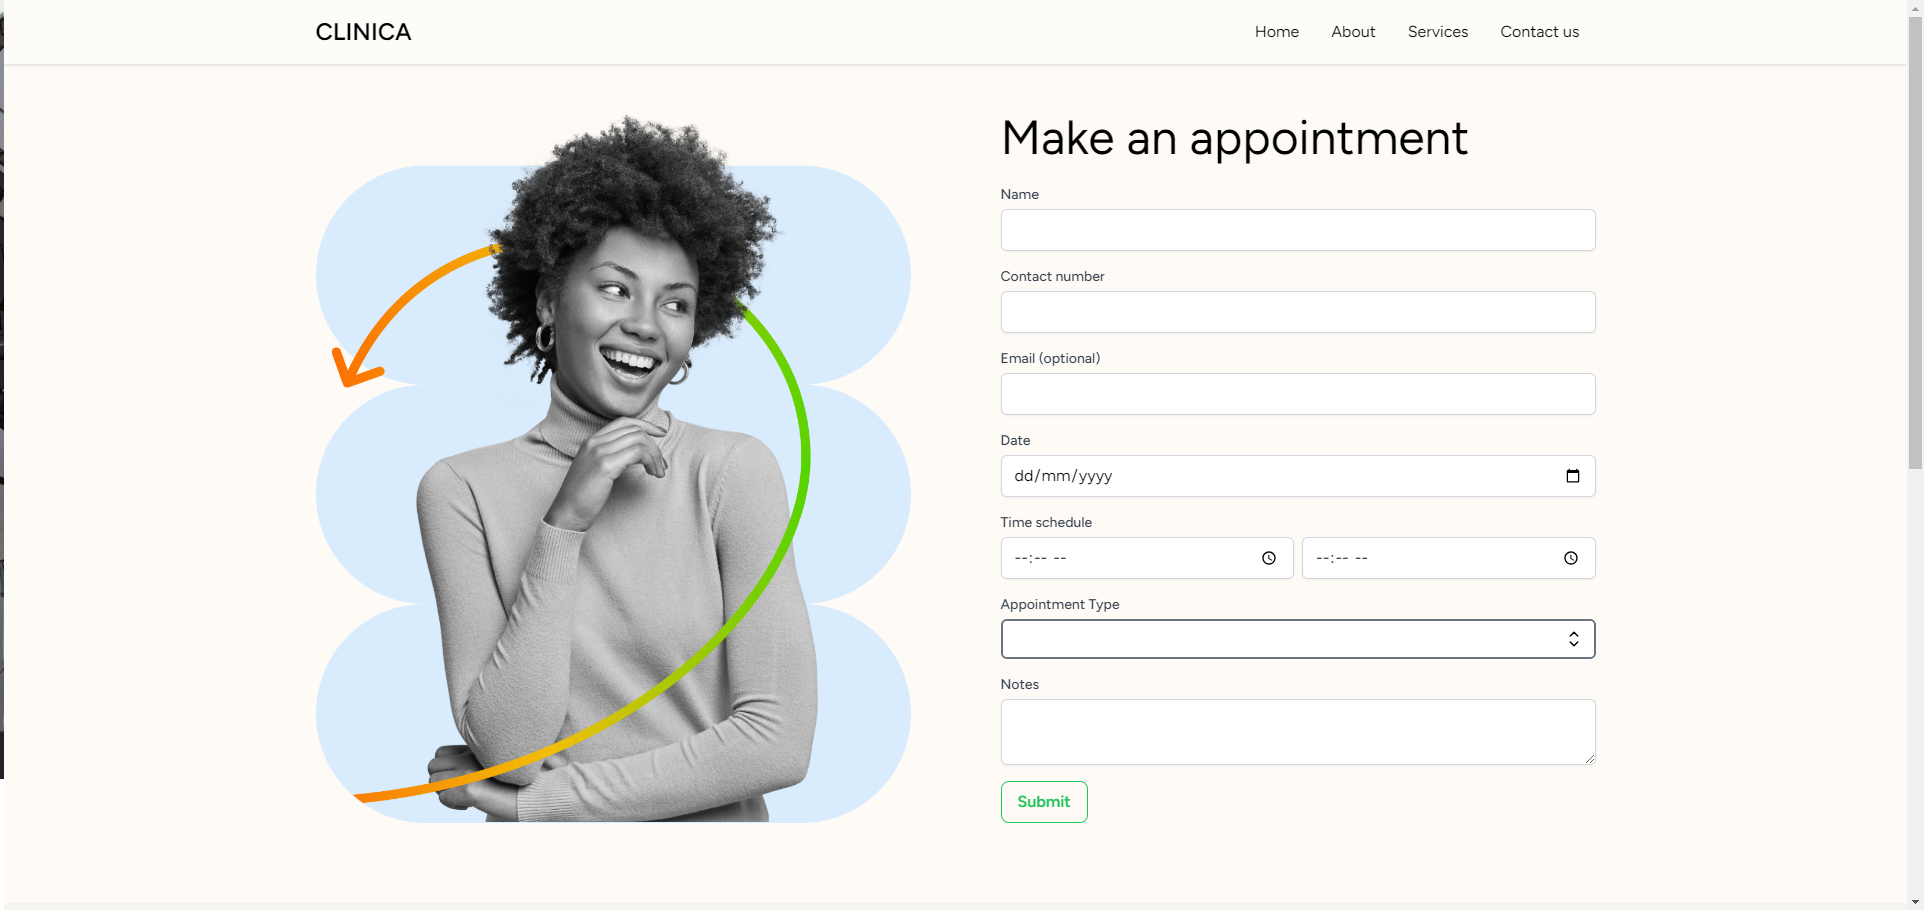 CLINICA
Home About Services Contact us
Make an appointment
Name
Contact number
Email (optional)
Date
dd/mm/yyyy
Time schedule
--:-- -- --:-- --
Appointment Type
Notes
Submit